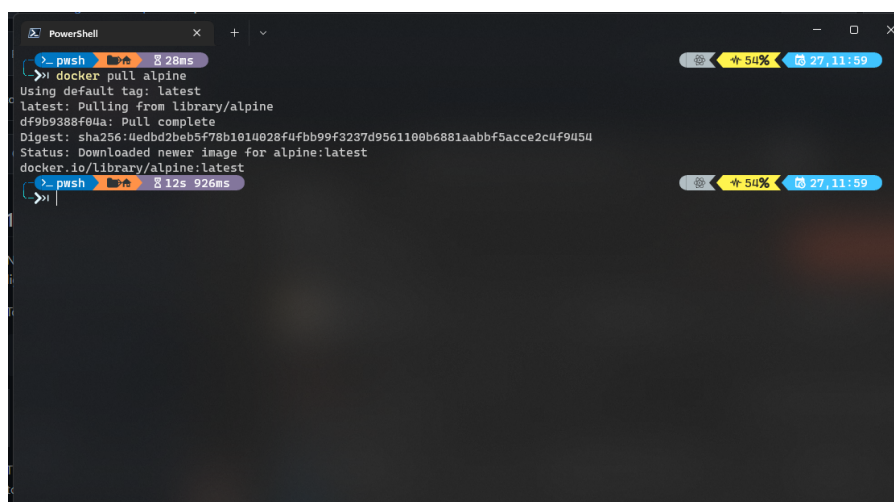 PowerShell
pwsh 28ms 54% 27,11:59
docker pull alpine
Using default tag: latest
latest: Pulling from library/alpine
df9b9388f04a: Pull complete
Digest: sha256:4edbd2beb5f78b1014028f4fbb99f3237d9561100b6881aabbf5acce2c4f9454
Status: Downloaded newer image for alpine:latest
docker.io/library/alpine:latest
pwsh 12s 926ms 54% 27,11:59